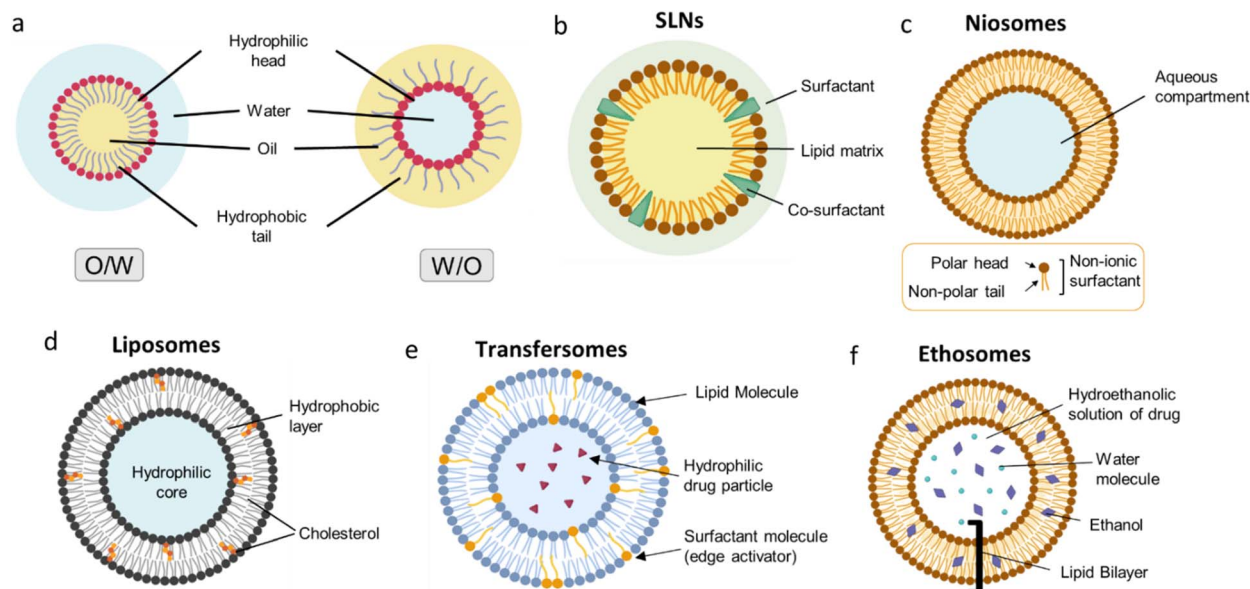 a
Hydrophilic
head
Water
Oil
Hydrophobic
tail
O/W
W/O
b
SLNs
Surfactant
Lipid matrix
Co-surfactant
c
Niosomes
Aqueous
compartment
Polar head
Non-polar tail
Non-ionic
surfactant
d
Liposomes
Hydrophobic
layer
Hydrophilic
core
Cholesterol
e
Transfersomes
Lipid Molecule
Hydrophilic
drug particle
Surfactant molecule
(edge activator)
f
Ethosomes
Hydroethanolic
solution of drug
Water
molecule
Ethanol
Lipid Bilayer